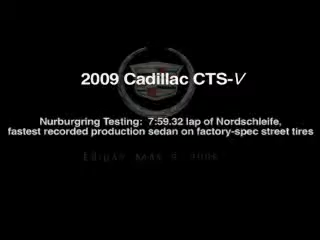 2009 Cadillac CTS-V
Nurburgring Testing: 7:59.32 lap of Nordschleife,
fastest recorded production sedan on factory-spec street tires